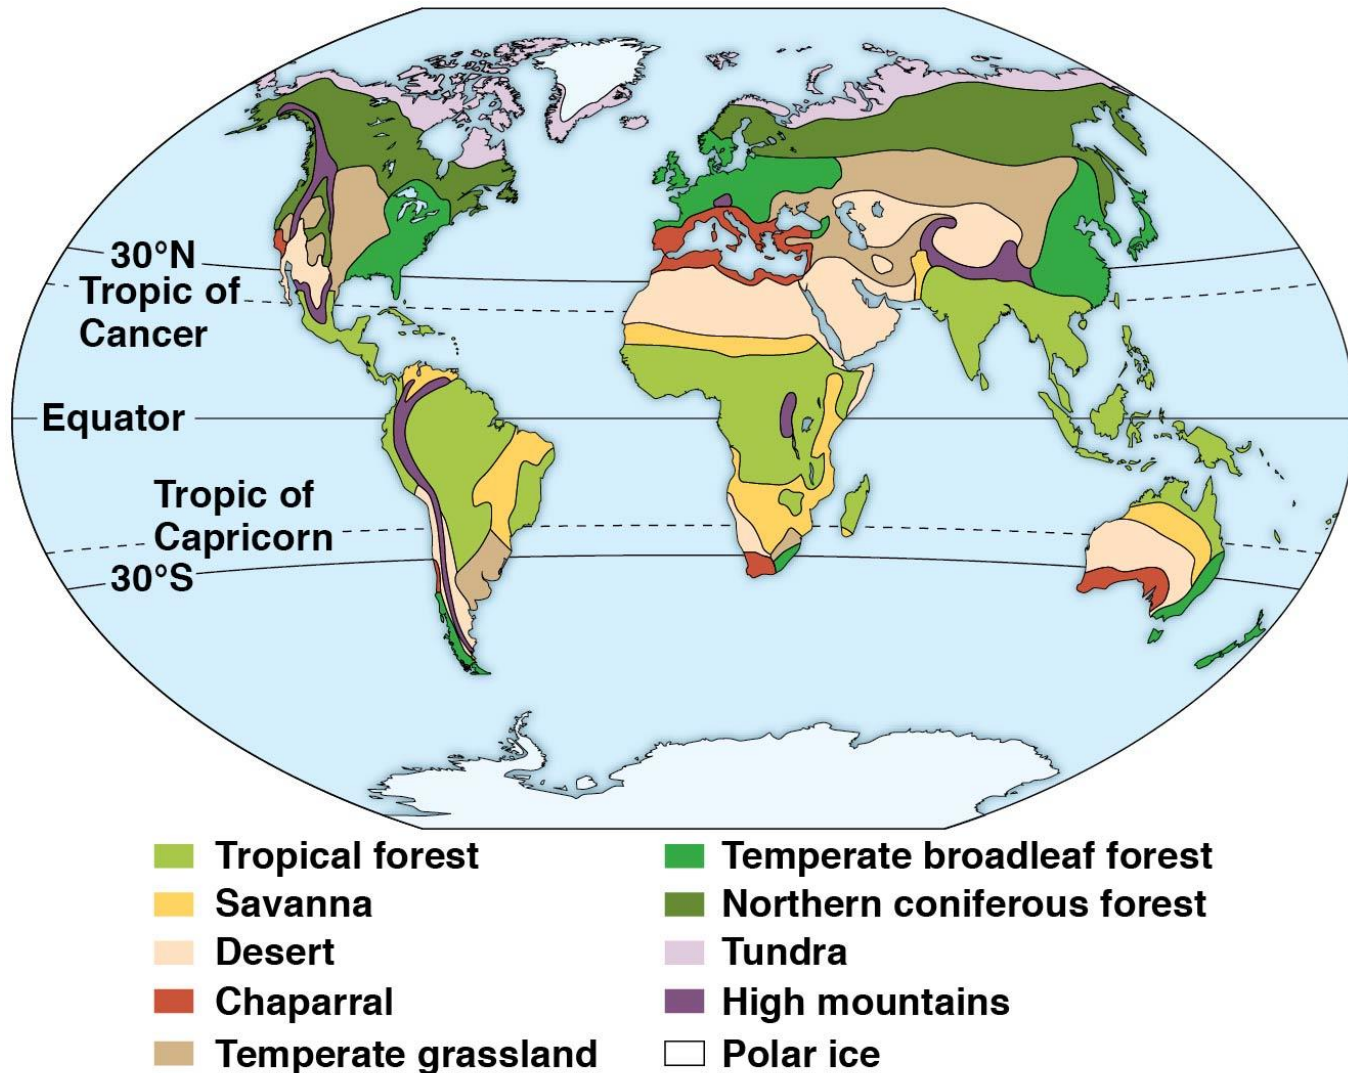 30°N
Tropic of
Cancer
Equator
Tropic of
Capricorn
30°S
Tropical forest
Savanna
Desert
Chaparral
Temperate grassland
Temperate broadleaf forest
Northern coniferous forest
Tundra
High mountains
Polar ice